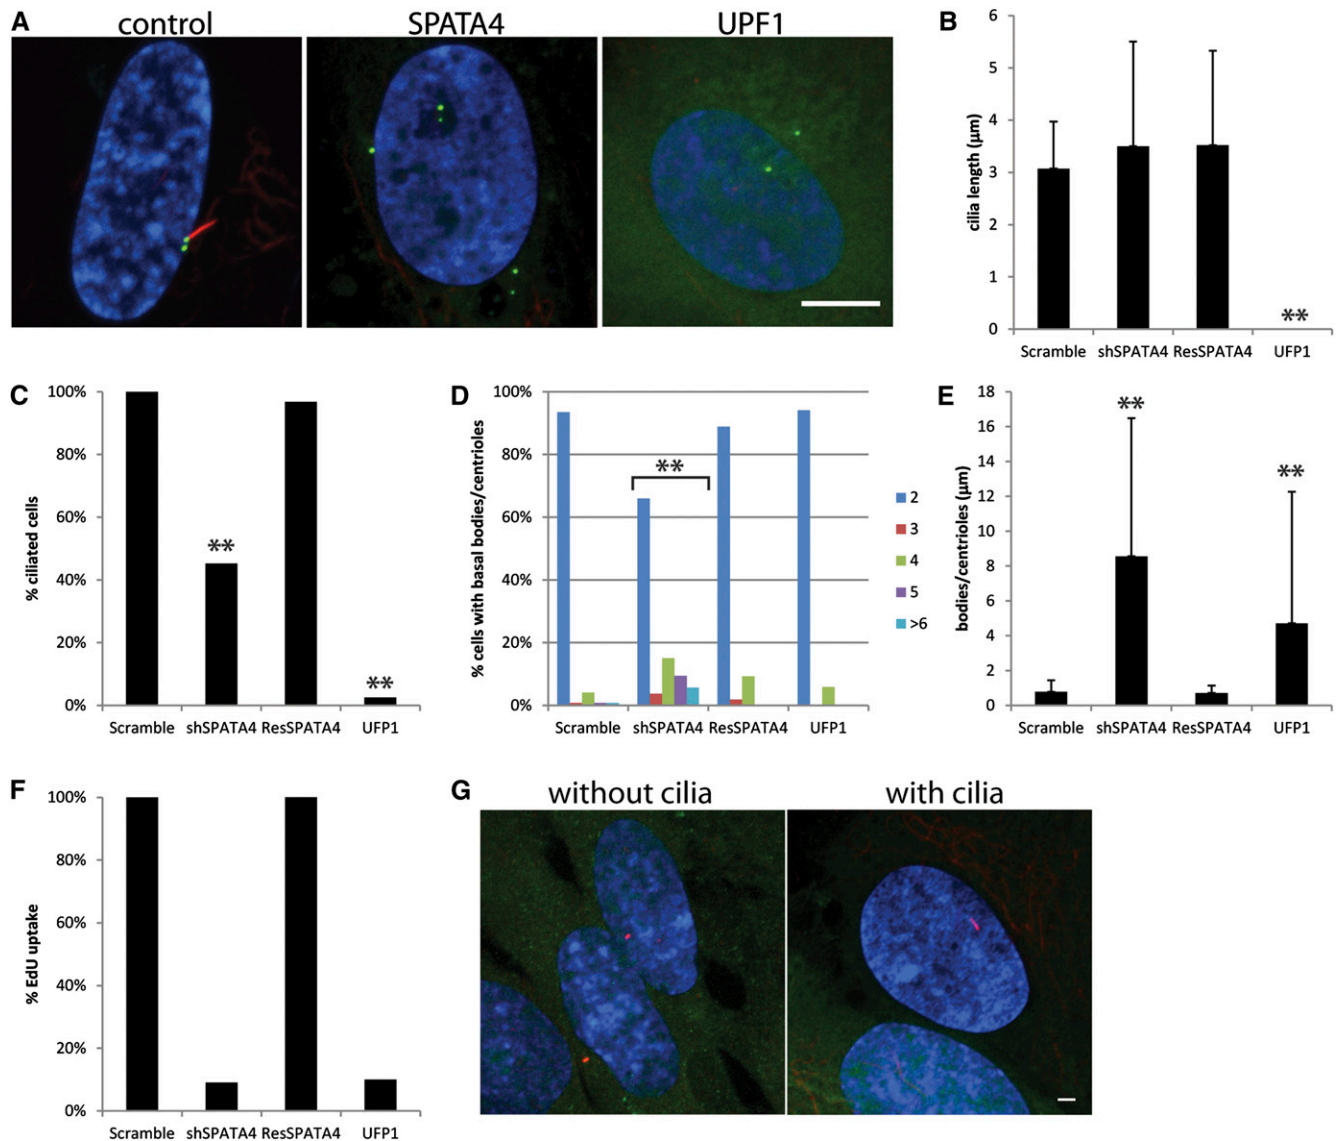 A
control
SPATA4
UPF1
B
cilia length (µm)
6
5
4
3
2
1
0
**
Scramble shSPATA4 ResSPATA4 UFP1
C
% ciliated cells
100%
80%
60%
40%
20%
0%
**
**
Scramble shSPATA4 ResSPATA4 UFP1
D
% cells with basal bodies/centrioles
100%
80%
60%
40%
20%
0%
**
2
3
4
5
>6
Scramble shSPATA4 ResSPATA4 UFP1
E
bodies/centrioles (µm)
18
16
14
12
10
8
6
4
2
0
**
**
Scramble shSPATA4 ResSPATA4 UFP1
F
% EdU uptake
100%
80%
60%
40%
20%
0%
Scramble shSPATA4 ResSPATA4 UFP1
G
without cilia
with cilia